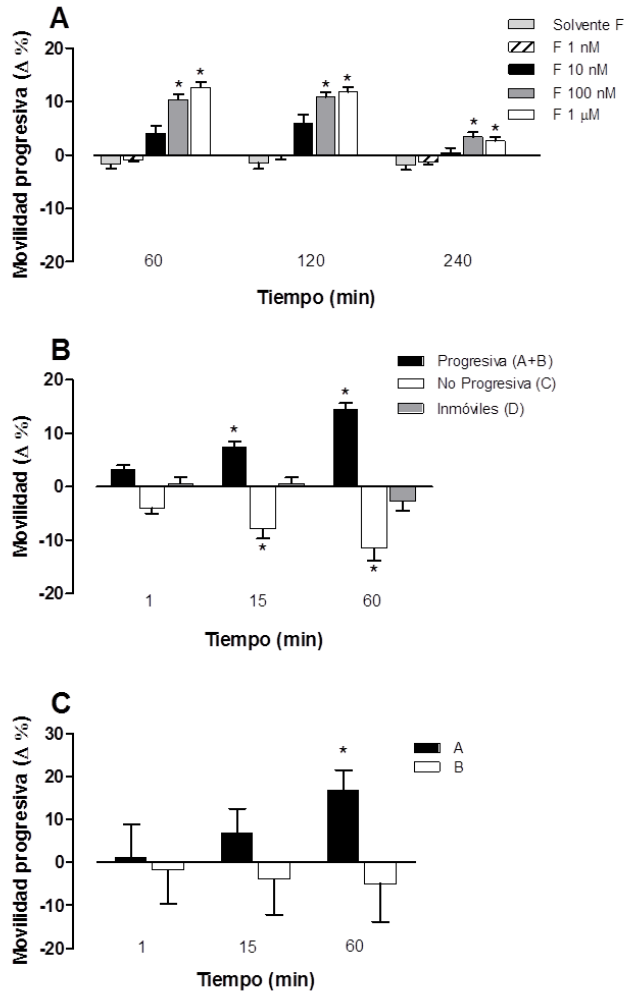 A
Solvente F
F 1 nM
F 10 nM
F 100 nM
F 1 µM
Movilidad progresiva (Δ %)
20
10
0
-10
-20
* *
* *
* *
60 120 240
Tiempo (min)
B
Progresiva (A+B)
No Progresiva (C)
Inmóviles (D)
Movilidad (Δ %)
20
10
0
-10
-20
* *
* *
1 15 60
Tiempo (min)
C
A
B
Movilidad progresiva (Δ %)
30
20
10
0
-10
-20
*
1 15 60
Tiempo (min)